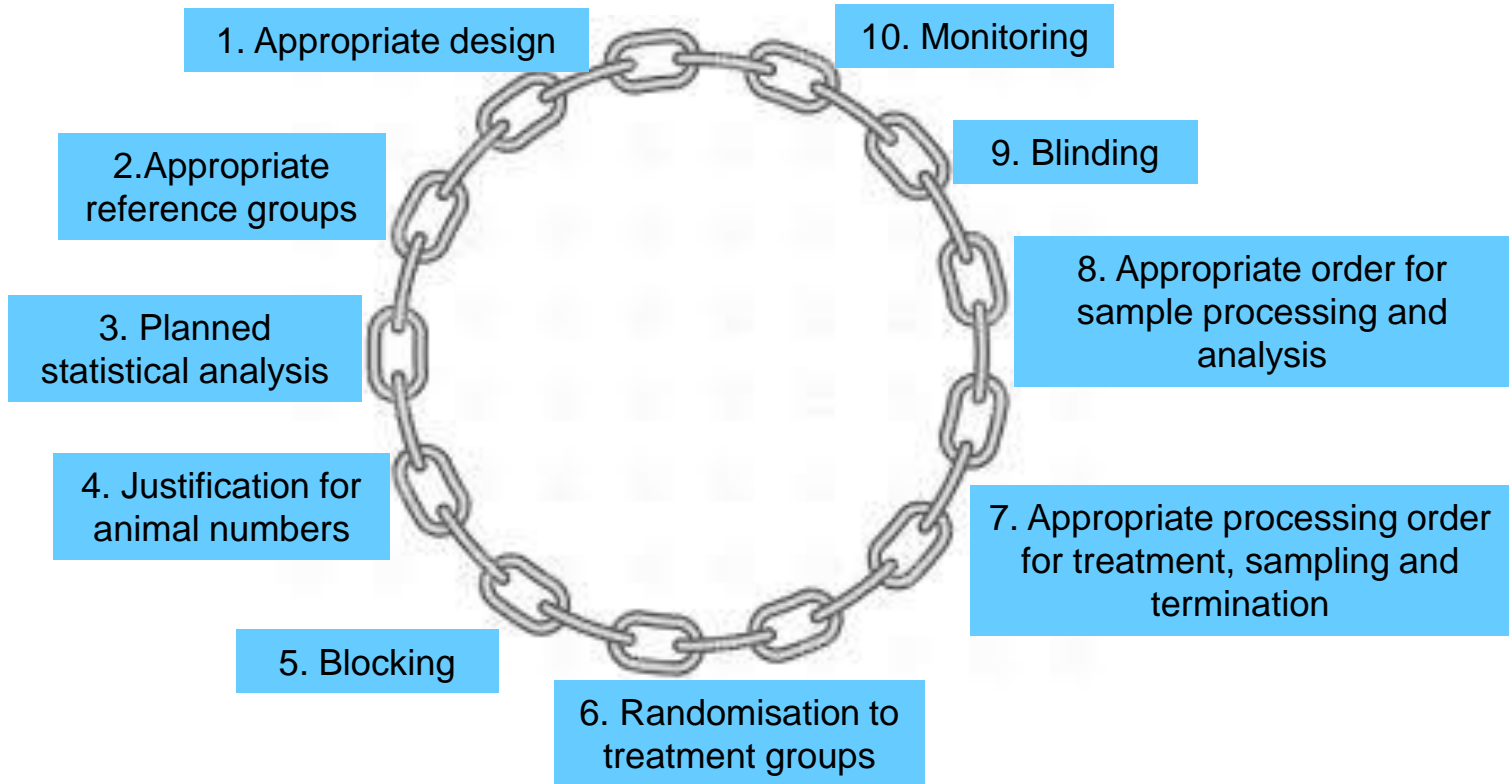 1. Appropriate design
2.Appropriate
reference groups
3. Planned
statistical analysis
4. Justification for
animal numbers
5. Blocking
6. Randomisation to
treatment groups
7. Appropriate processing order
for treatment, sampling and
termination
8. Appropriate order for
sample processing and
analysis
9. Blinding
10. Monitoring